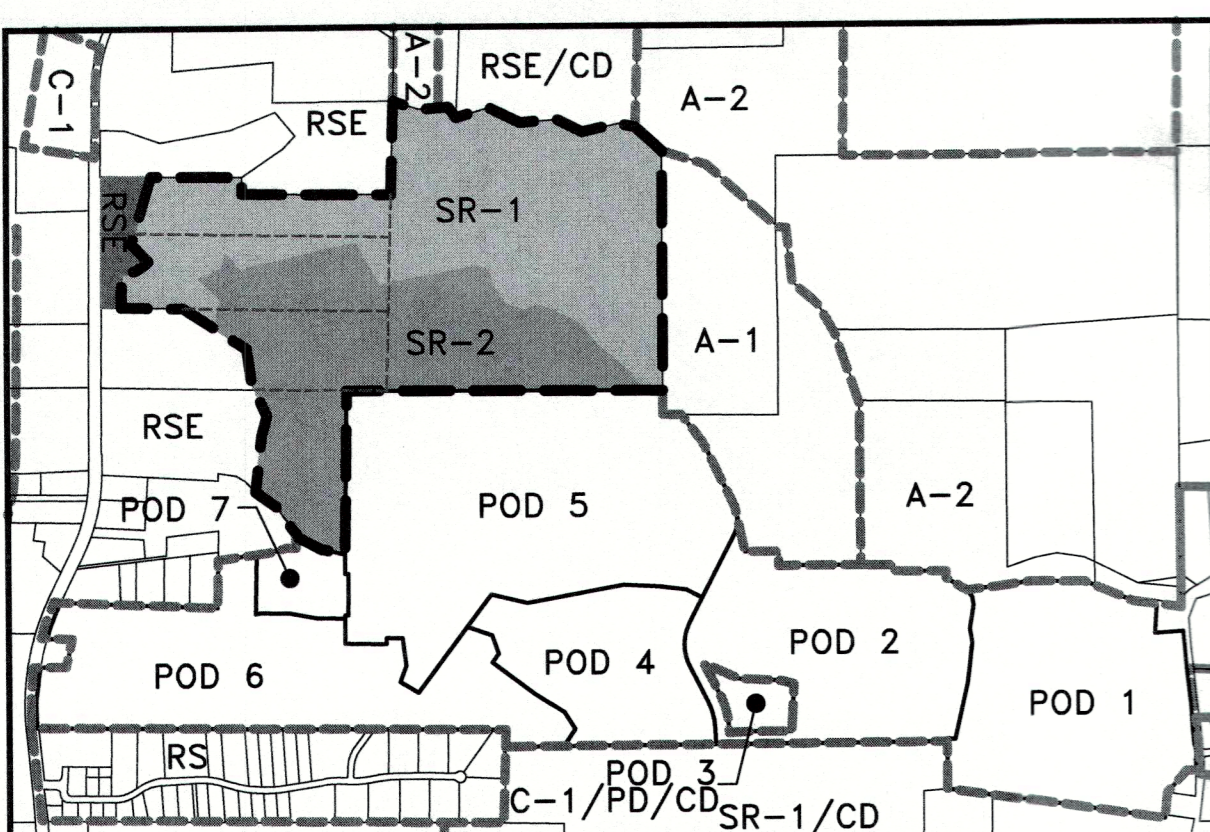 C-1
A-2
RSE/CD
A-2
RSE
RSE
SR-1
SR-2
A-1
RSE
POD 7
POD 5
A-2
POD 6
POD 4
POD 2
POD 1
RS
POD 3
C-1/PD/CD
SR-1/CD